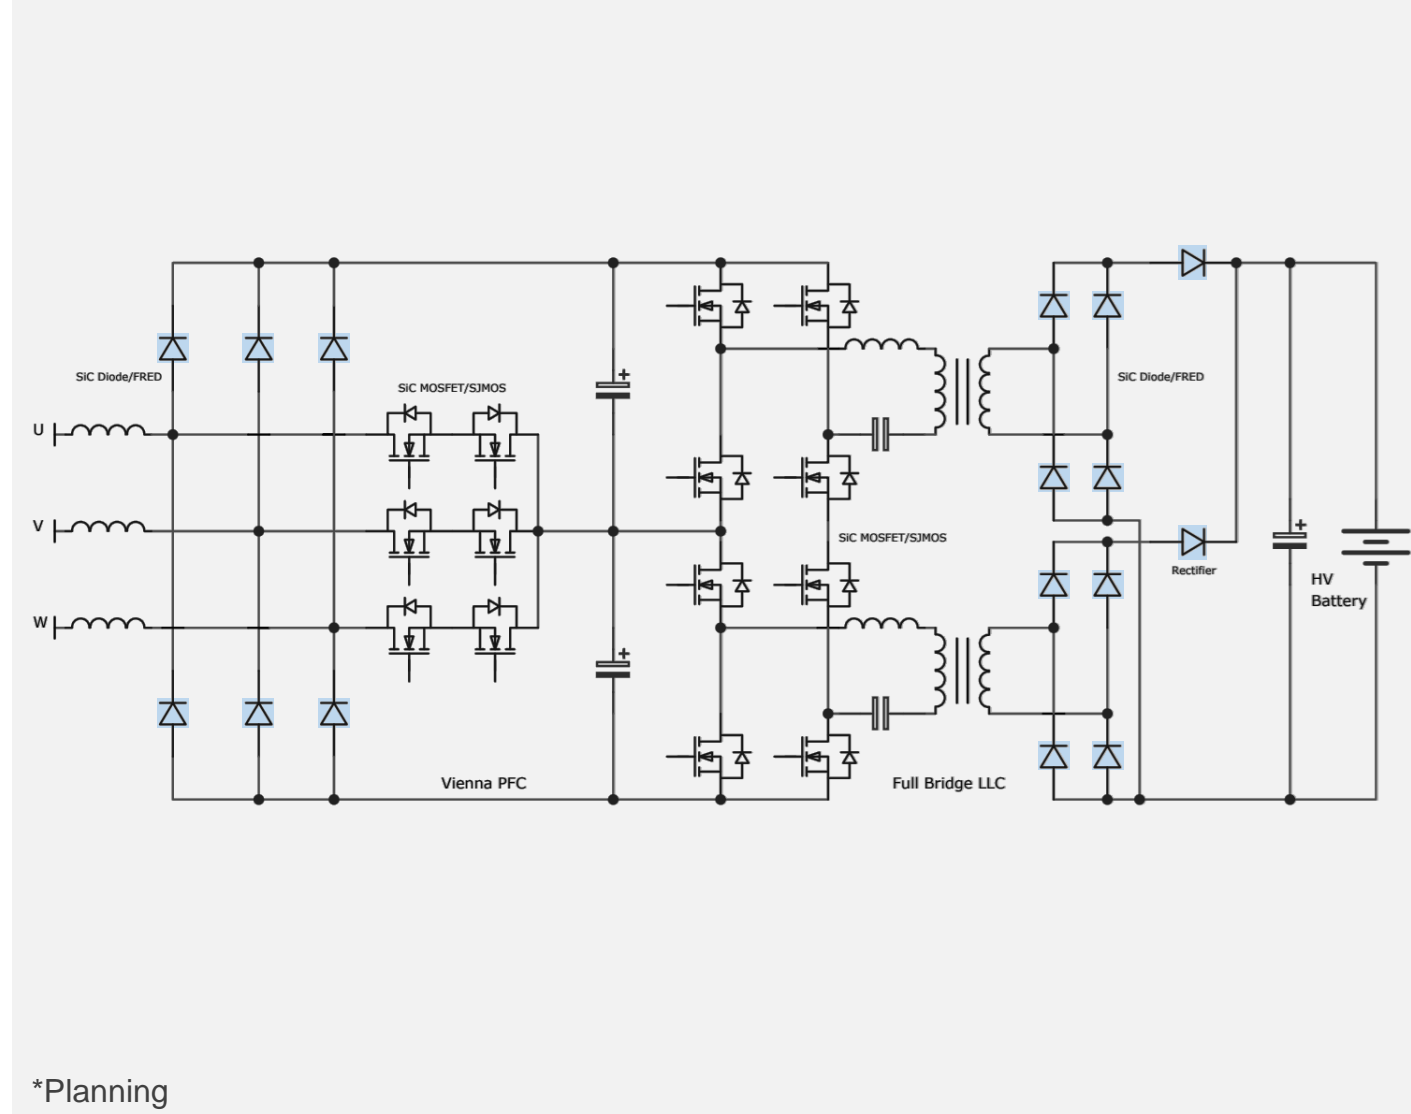 SiC Diode/FRED
SiC MOSFET/SJMOS
U
V
W
+
+
Vienna PFC
SiC MOSFET/SJMOS
Full Bridge LLC
SiC Diode/FRED
Rectifier
+
HV
Battery
*Planning